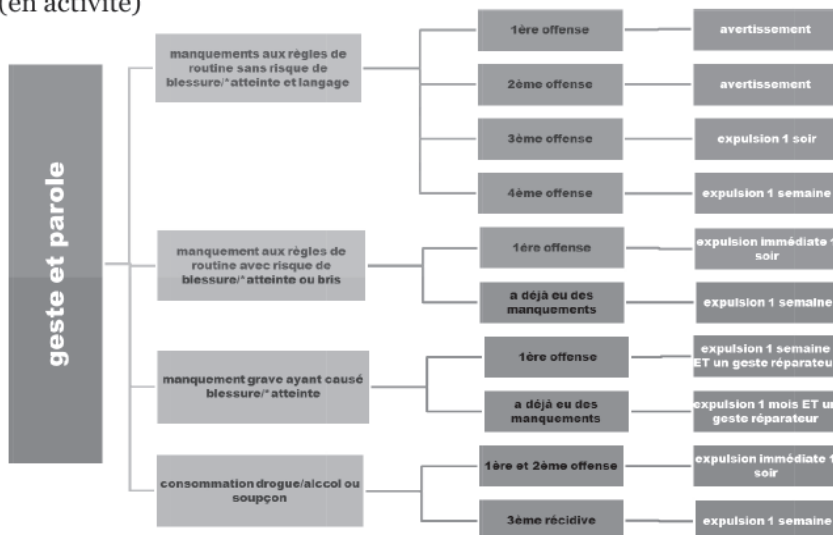 (en activité)
geste et parole
manquements aux règles de
routine sans risque de
blessure/*atteinte et langage
1ère offense
avertissement
2ème offense
avertissement
3ème offense
expulsion 1 soir
4ème offense
expulsion 1 semaine
manquement aux règles de
routine avec risque de
blessure/*atteinte ou bris
1ére offense
expulsion immédiate 1
soir
a déjà eu des
manquements
expulsion 1 semaine
manquement grave ayant causé
blessure/*atteinte
1ère offense
expulsion 1 semaine
ET un geste réparateur
a déjà eu des
manquements
expulsion 1 mois ET un
geste réparateur
consommation drogue/alccol ou
soupçon
1ère et 2ème offense
expulsion immédiate 1
soir
3ème récidive
expulsion 1 semaine